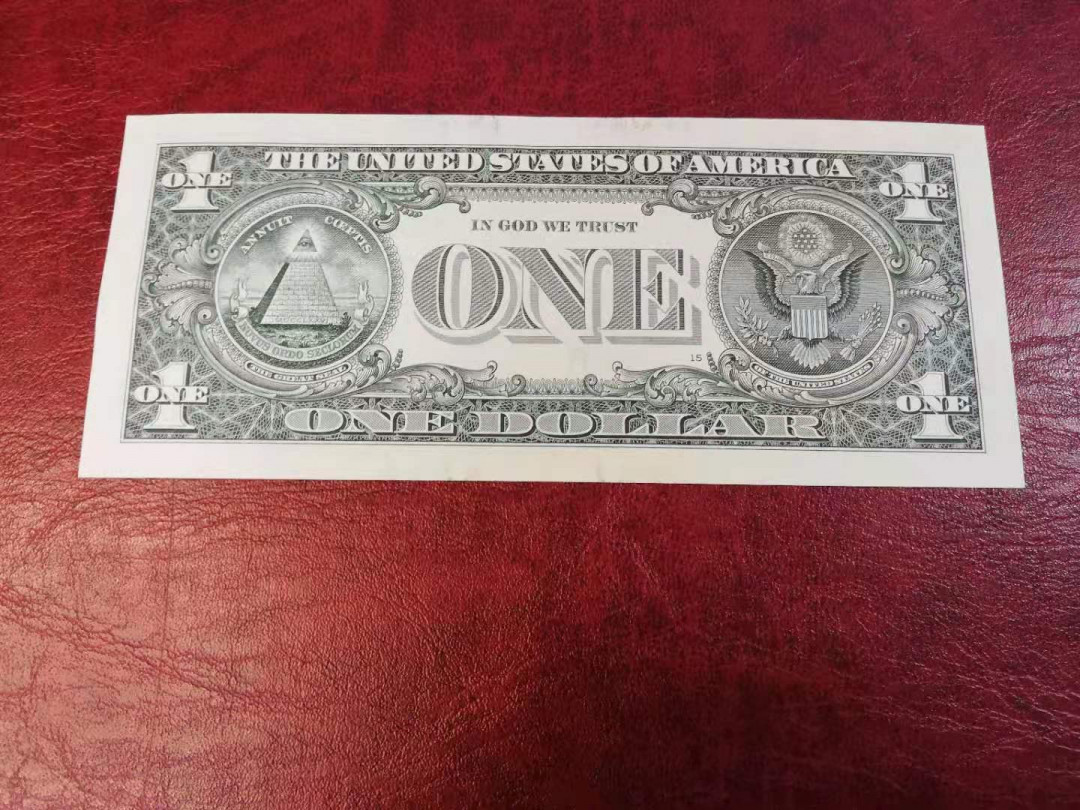 THE UNITED STATES OF AMERICA
1
ONE
1
ONE
IN GOD WE TRUST
ANNUIT COEPTIS
ONE
NOVUS ORDO SECLORUM
15
THE GREAT SEAL
OF THE UNITED STATES
1
ONE
1
ONE
ONE DOLLAR